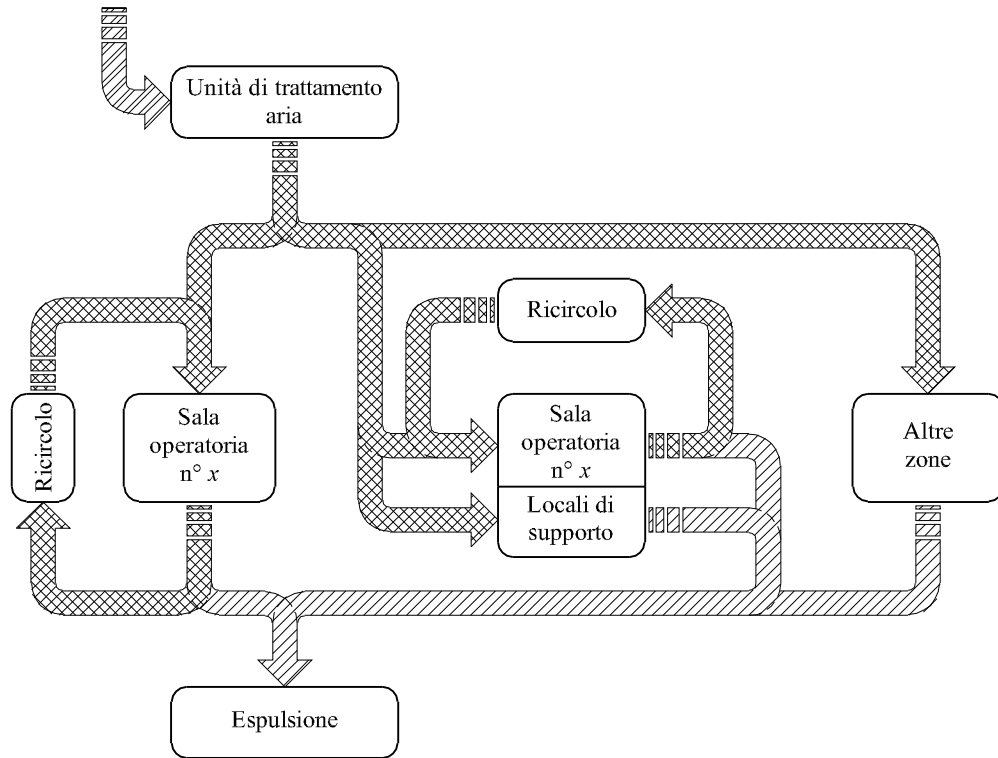 Unità di trattamento
aria
Ricircolo
Ricircolo
Sala
operatoria
n° x
Sala
operatoria
n° x
Locali di
supporto
Altre
zone
Espulsione